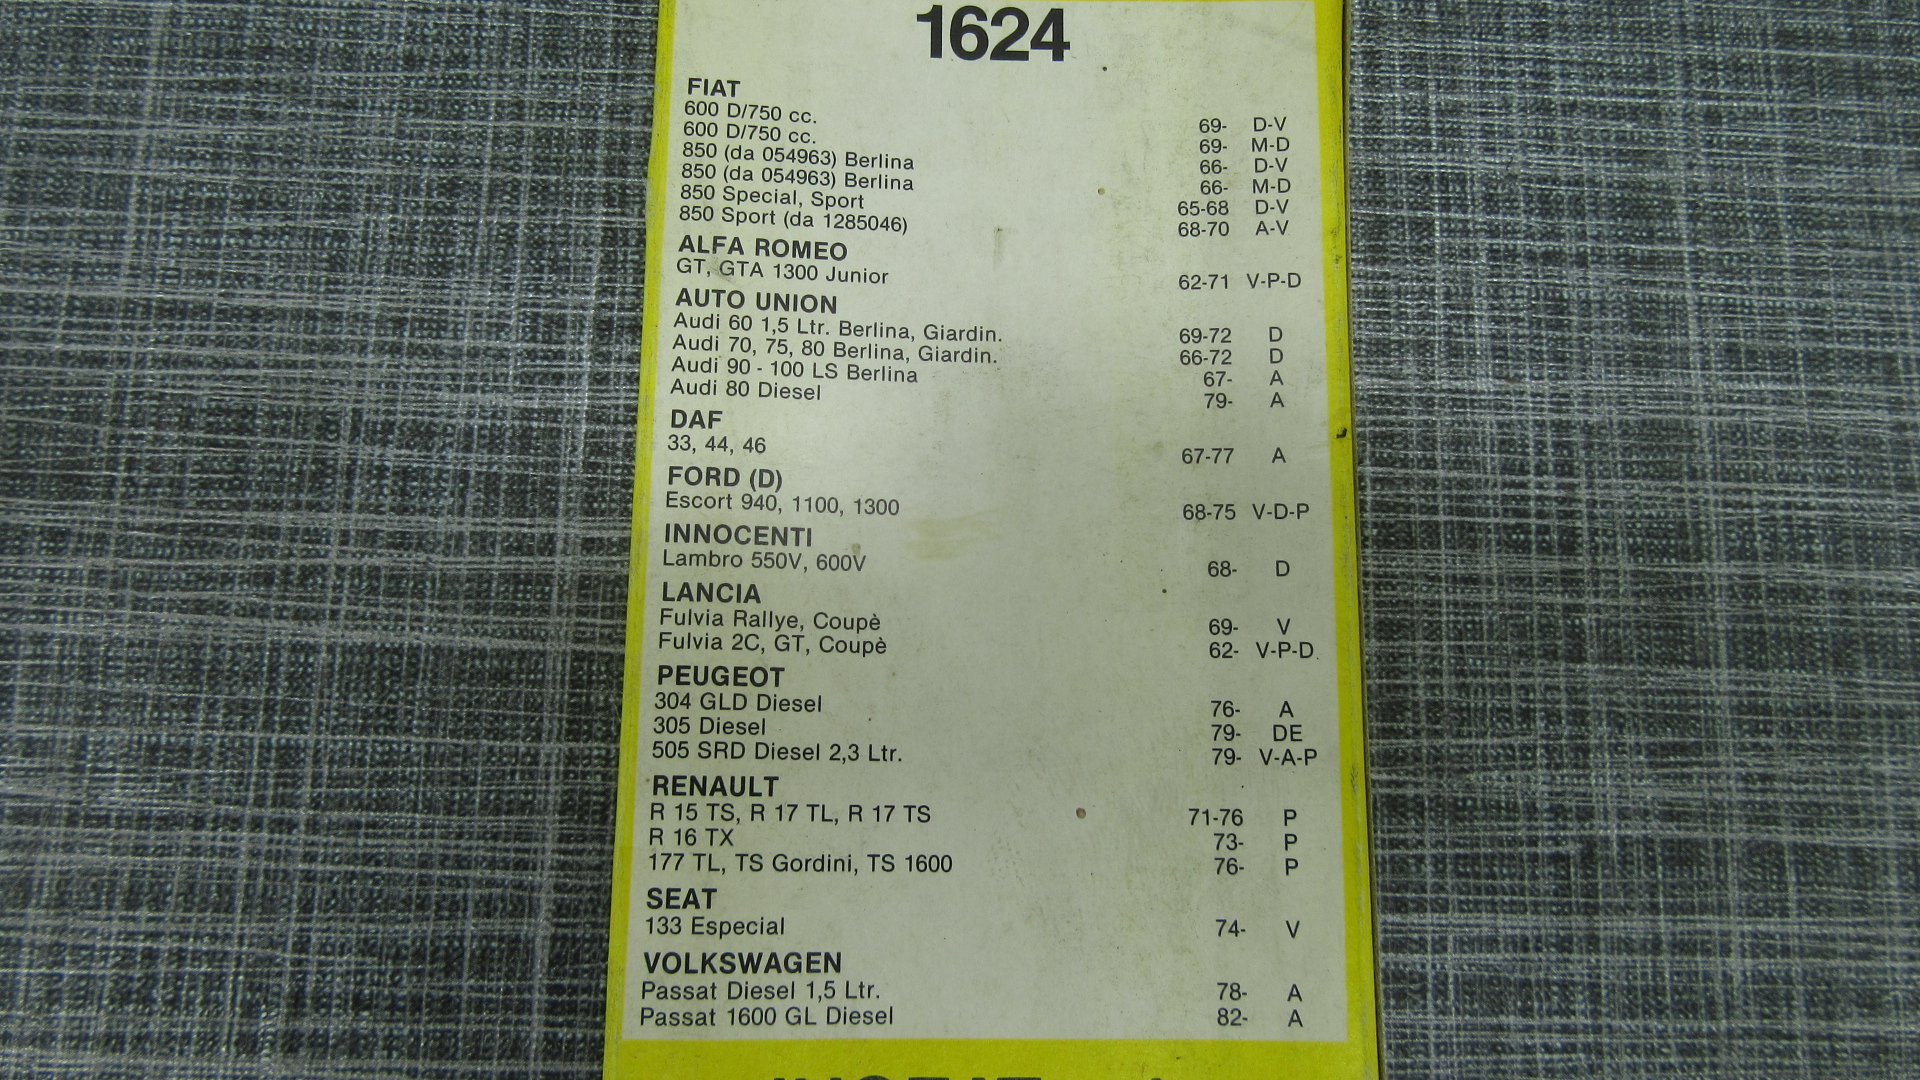 1624
FIAT
600 D/750 cc. 69- D-V
600 D/750 cc. 69- M-D
850 (da 054963) Berlina 66- D-V
850 (da 054963) Berlina 66- M-D
850 Special, Sport 65-68 D-V
850 Sport (da 1285046) 68-70 A-V
ALFA ROMEO
GT, GTA 1300 Junior 62-71 V-P-D
AUTO UNION
Audi 60 1,5 Ltr. Berlina, Giardin. 69-72 D
Audi 70, 75, 80 Berlina, Giardin. 66-72 D
Audi 90 - 100 LS Berlina 67- A
Audi 80 Diesel 79- A
DAF
33, 44, 46 67-77 A
FORD (D)
Escort 940, 1100, 1300 68-75 V-D-P
INNOCENTI
Lambro 550V, 600V 68- D
LANCIA
Fulvia Rallye, Coupè 69- V
Fulvia 2C, GT, Coupè 62- V-P-D
PEUGEOT
304 GLD Diesel 76- A
305 Diesel 79- DE
505 SRD Diesel 2,3 Ltr. 79- V-A-P
RENAULT
R 15 TS, R 17 TL, R 17 TS 71-76 P
R 16 TX 73- P
177 TL, TS Gordini, TS 1600 76- P
SEAT
133 Especial 74- V
VOLKSWAGEN
Passat Diesel 1,5 Ltr. 78- A
Passat 1600 GL Diesel 82- A